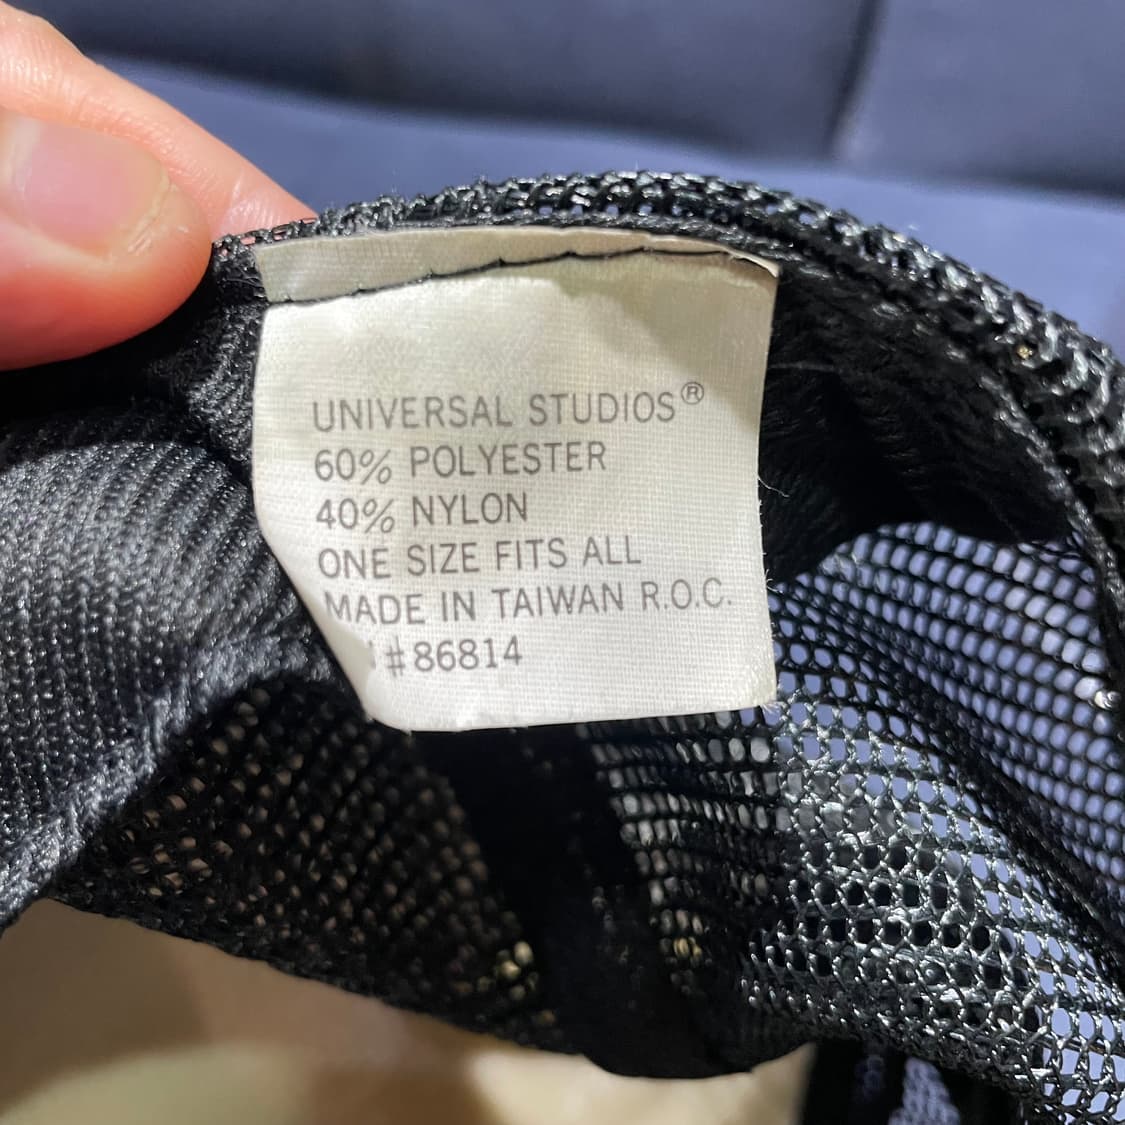 UNIVERSAL STUDIOS®
60% POLYESTER
40% NYLON
ONE SIZE FITS ALL
MADE IN TAIWAN R.O.C.
#86814